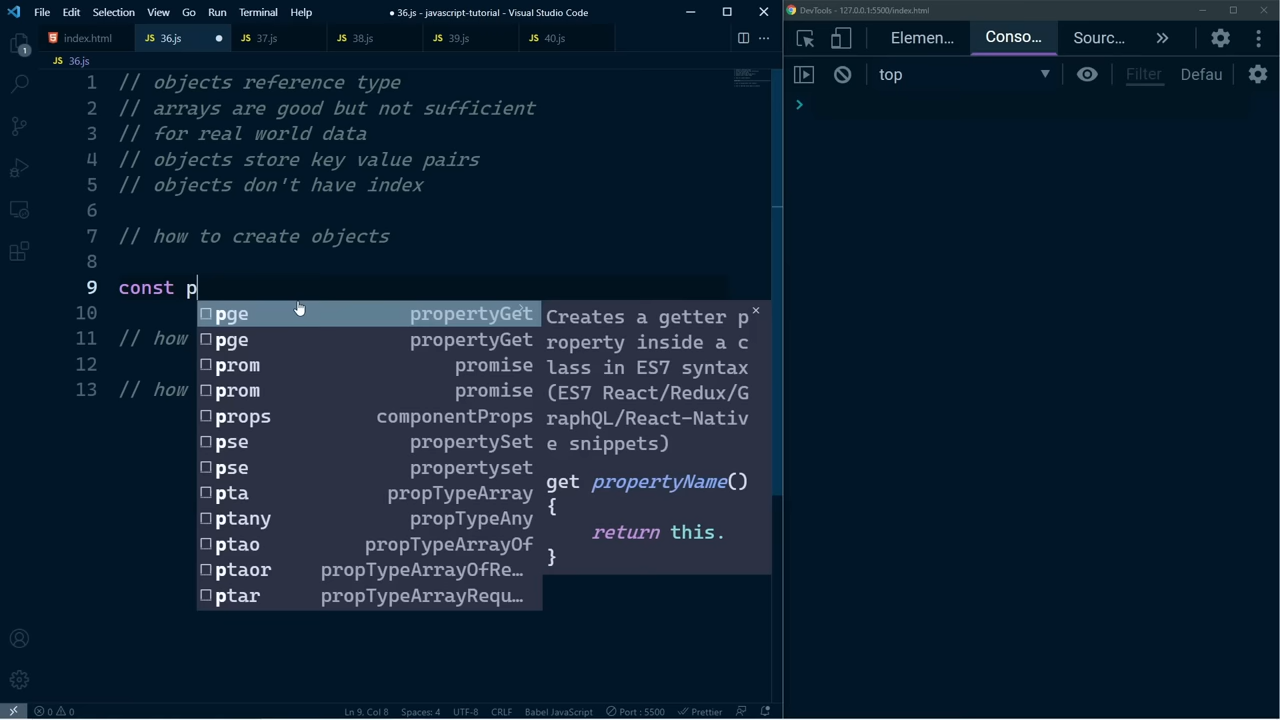 File Edit Selection View Go Run Terminal Help
● 36.js - javascript-tutorial - Visual Studio Code
DevTools - 127.0.0.1:5500/index.html
index.html
JS 36.js
JS 37.js
JS 38.js
JS 39.js
JS 40.js
Elemen...
Conso...
Sourc...
JS 36.js
top
Filter
Defau
1 // objects reference type
2 // arrays are good but not sufficient
3 // for real world data
4 // objects store key value pairs
5 // objects don't have index
6
7 // how to create objects
8
9 const p
10
11 // how
12
13 // how
pge propertyGet
pge propertyGet
prom promise
prom promise
props componentProps
pse propertySet
pse propertyset
pta propTypeArray
ptany propTypeAny
ptao propTypeArrayOf
ptaor propTypeArrayOfRe...
ptar propTypeArrayRequ...
Creates a getter p
roperty inside a c
lass in ES7 syntax
(ES7 React/Redux/G
raphQL/React-Nativ
e snippets)
get propertyName()
{
return this.
}
1
0 0 Ln 9, Col 8 Spaces: 4 UTF-8 CRLF Babel JavaScript Port : 5500 Prettier